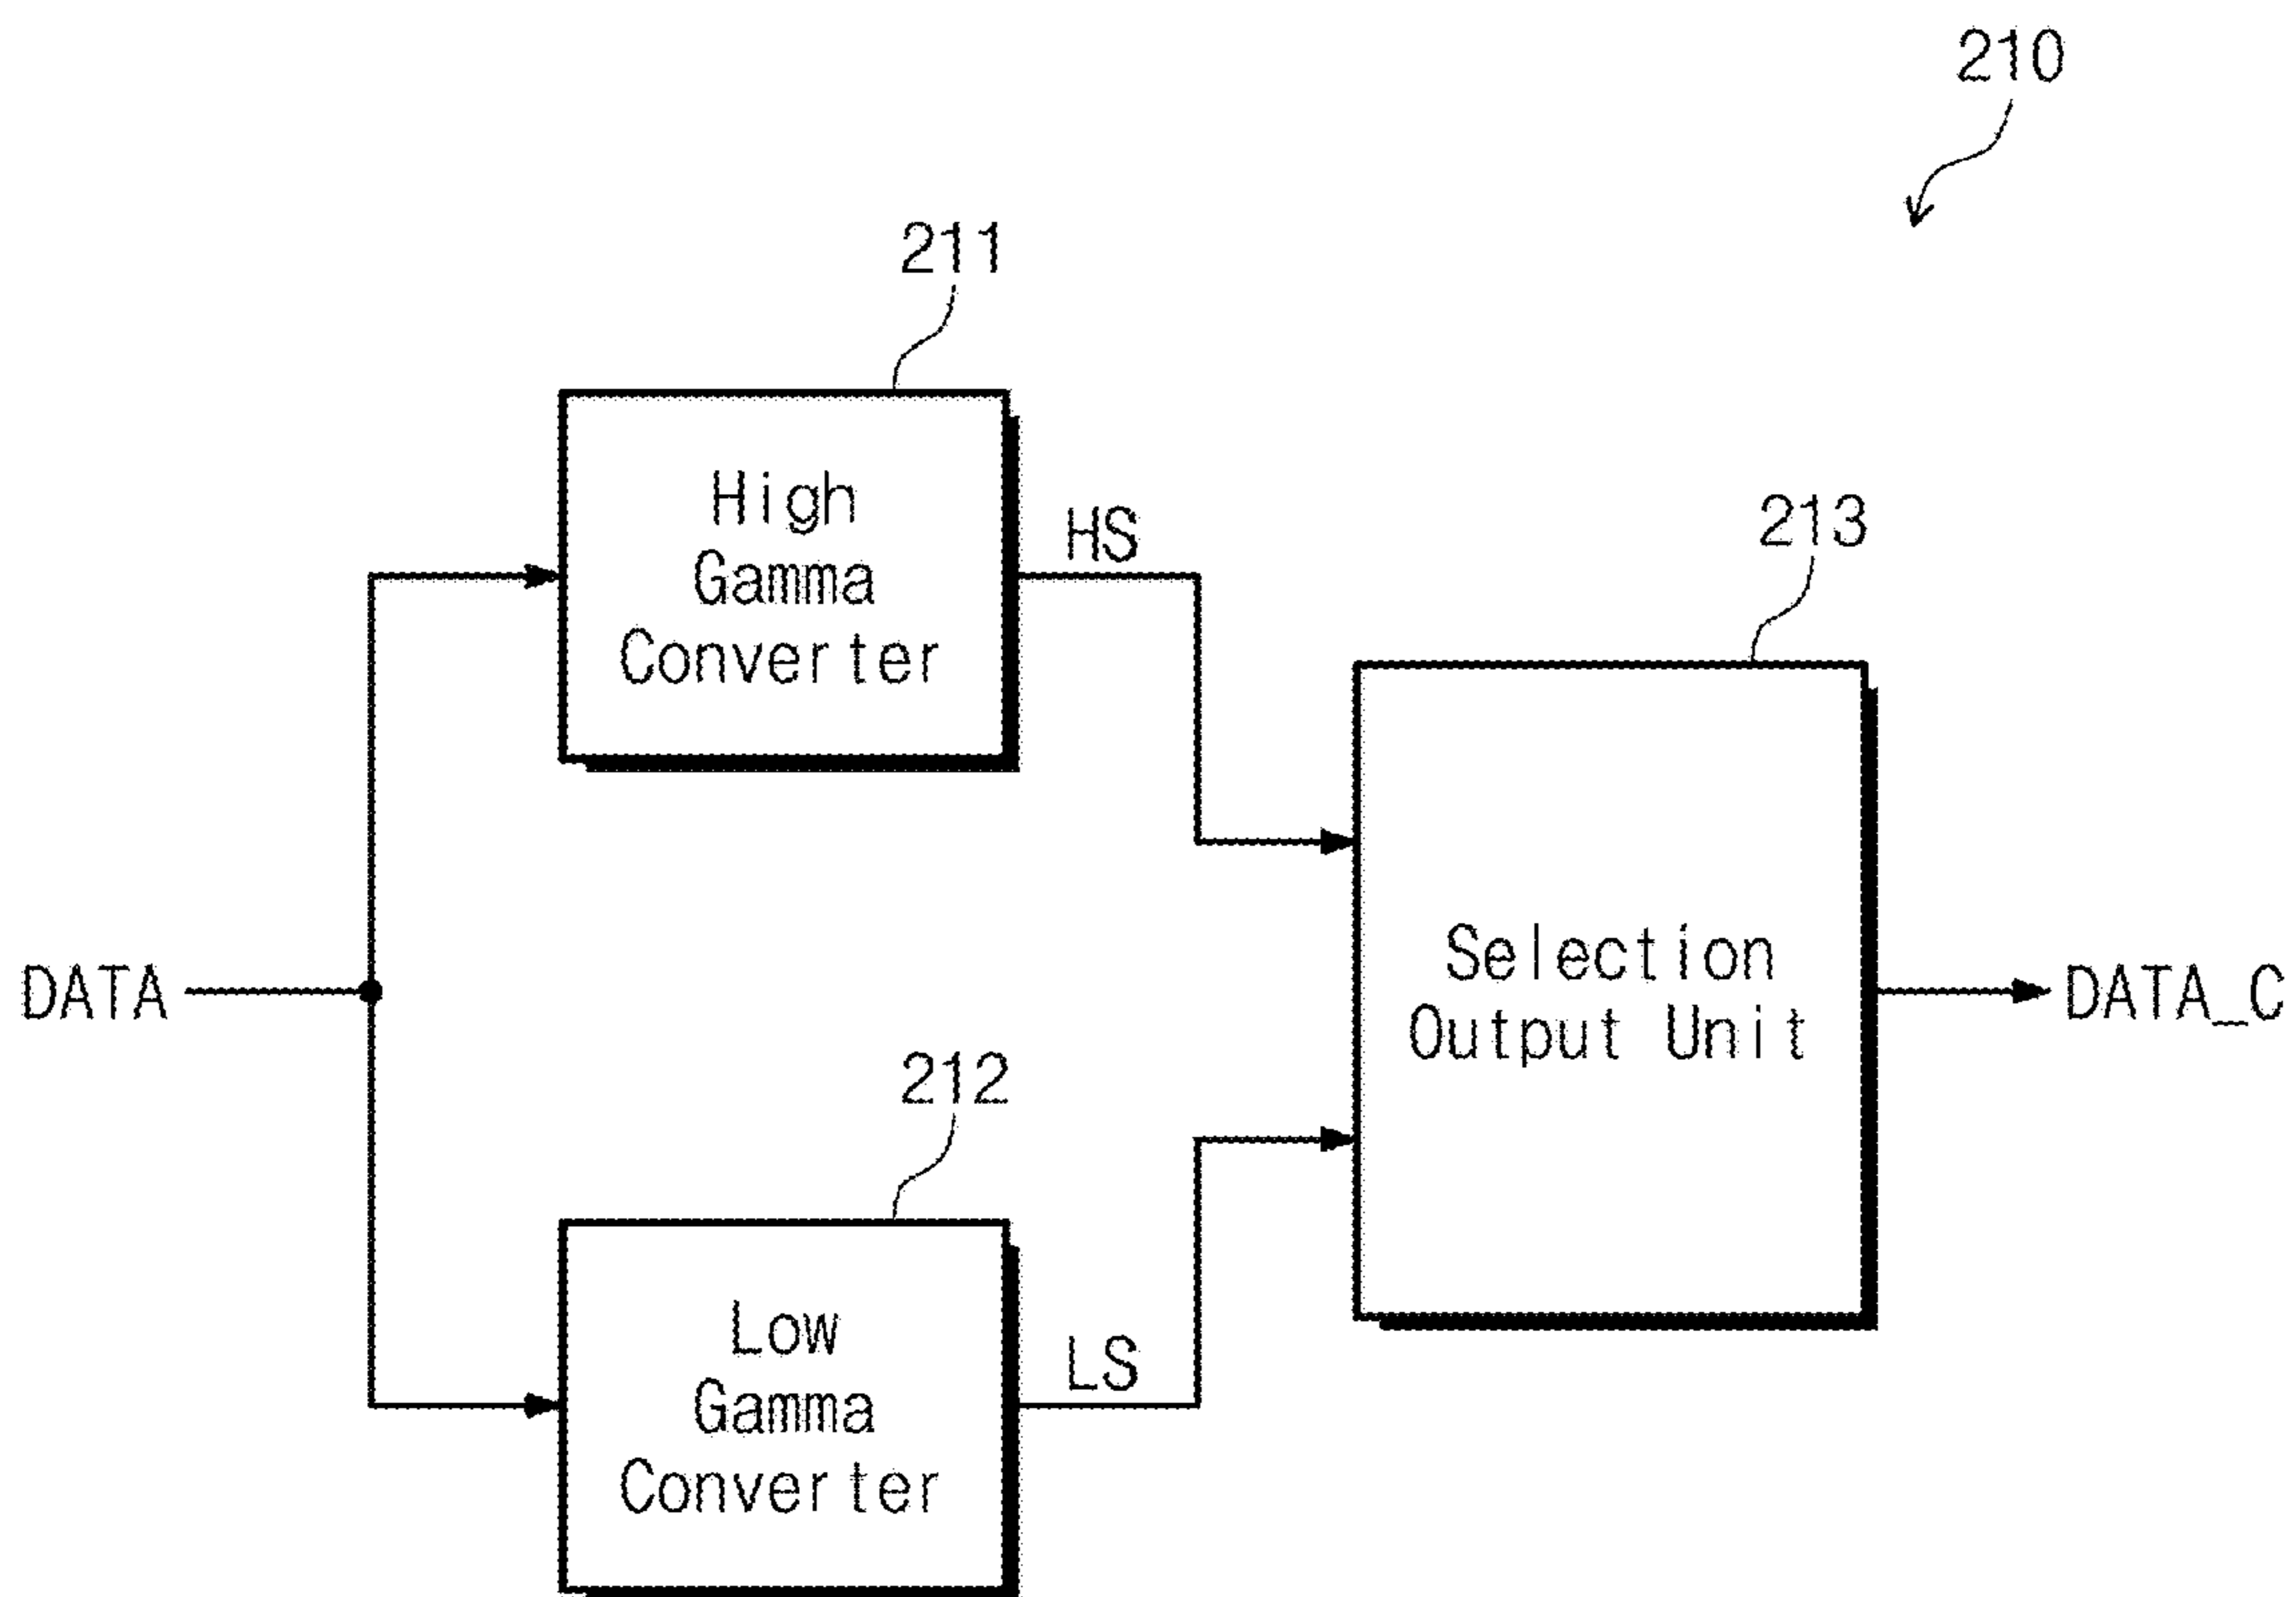 210
211
High
Gamma
Converter
HS
213
Selection
Output Unit
DATA
DATA_C
212
Low
Gamma
Converter
LS